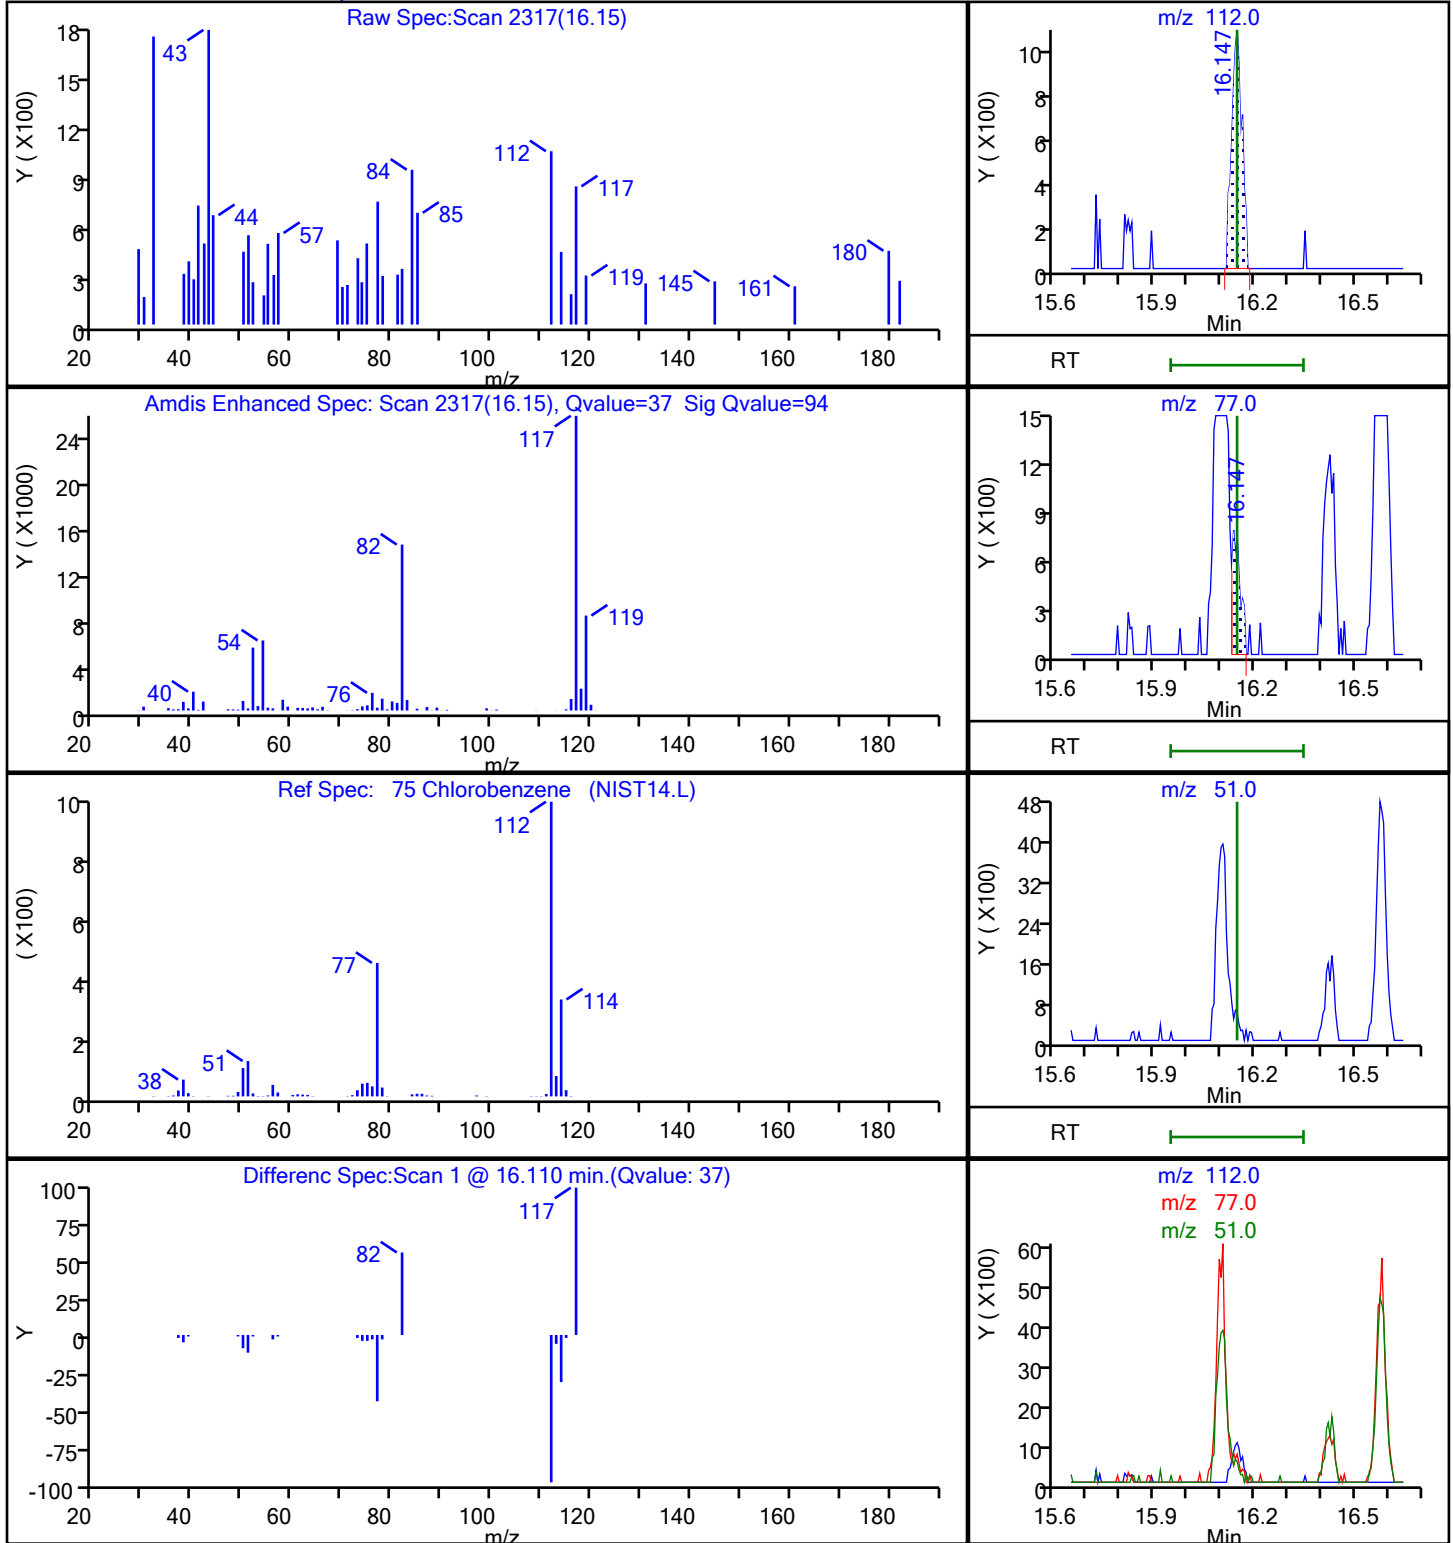 Raw Spec:Scan 2317(16.15)
Y ( X100)
18
15
12
9
6
3
0
43
44
57
84
85
112
117
119
145
161
180
20 40 60 80 100 120 140 160 180
m/z
m/z 112.0
Y ( X100)
10
8
6
4
2
0
16.147
15.6 15.9 16.2 16.5
Min
RT
Amdis Enhanced Spec: Scan 2317(16.15), Qvalue=37 Sig Qvalue=94
Y ( X1000)
24
20
16
12
8
4
0
40
54
76
82
117
119
20 40 60 80 100 120 140 160 180
m/z
m/z 77.0
Y ( X100)
15
12
9
6
3
0
16.147
15.6 15.9 16.2 16.5
Min
RT
Ref Spec: 75 Chlorobenzene (NIST14.L)
( X100)
10
8
6
4
2
0
38
51
77
112
114
20 40 60 80 100 120 140 160 180
m/z 51.0
Y ( X100)
48
40
32
24
16
8
0
15.6 15.9 16.2 16.5
Min
RT
Differenc Spec:Scan 1 @ 16.110 min.(Qvalue: 37)
Y
100
75
50
25
0
-25
-50
-75
-100
82
117
20 40 60 80 100 120 140 160 180
m/z
m/z 112.0
m/z 77.0
m/z 51.0
Y ( X100)
60
50
40
30
20
10
0
15.6 15.9 16.2 16.5
Min